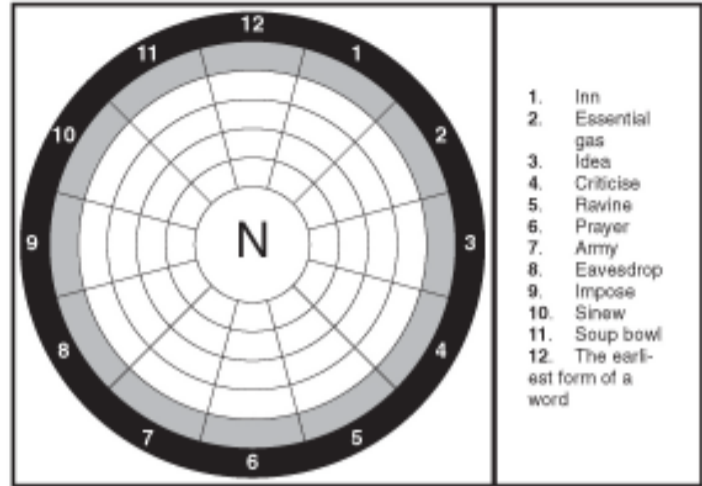 12
11
1
10
2
9
N
3
8
4
7
5
6
1. Inn
2. Essential
gas
3. Idea
4. Criticise
5. Ravine
6. Prayer
7. Army
8. Eavesdrop
9. Impose
10. Sinew
11. Soup bowl
12. The earli-
est form of a
word